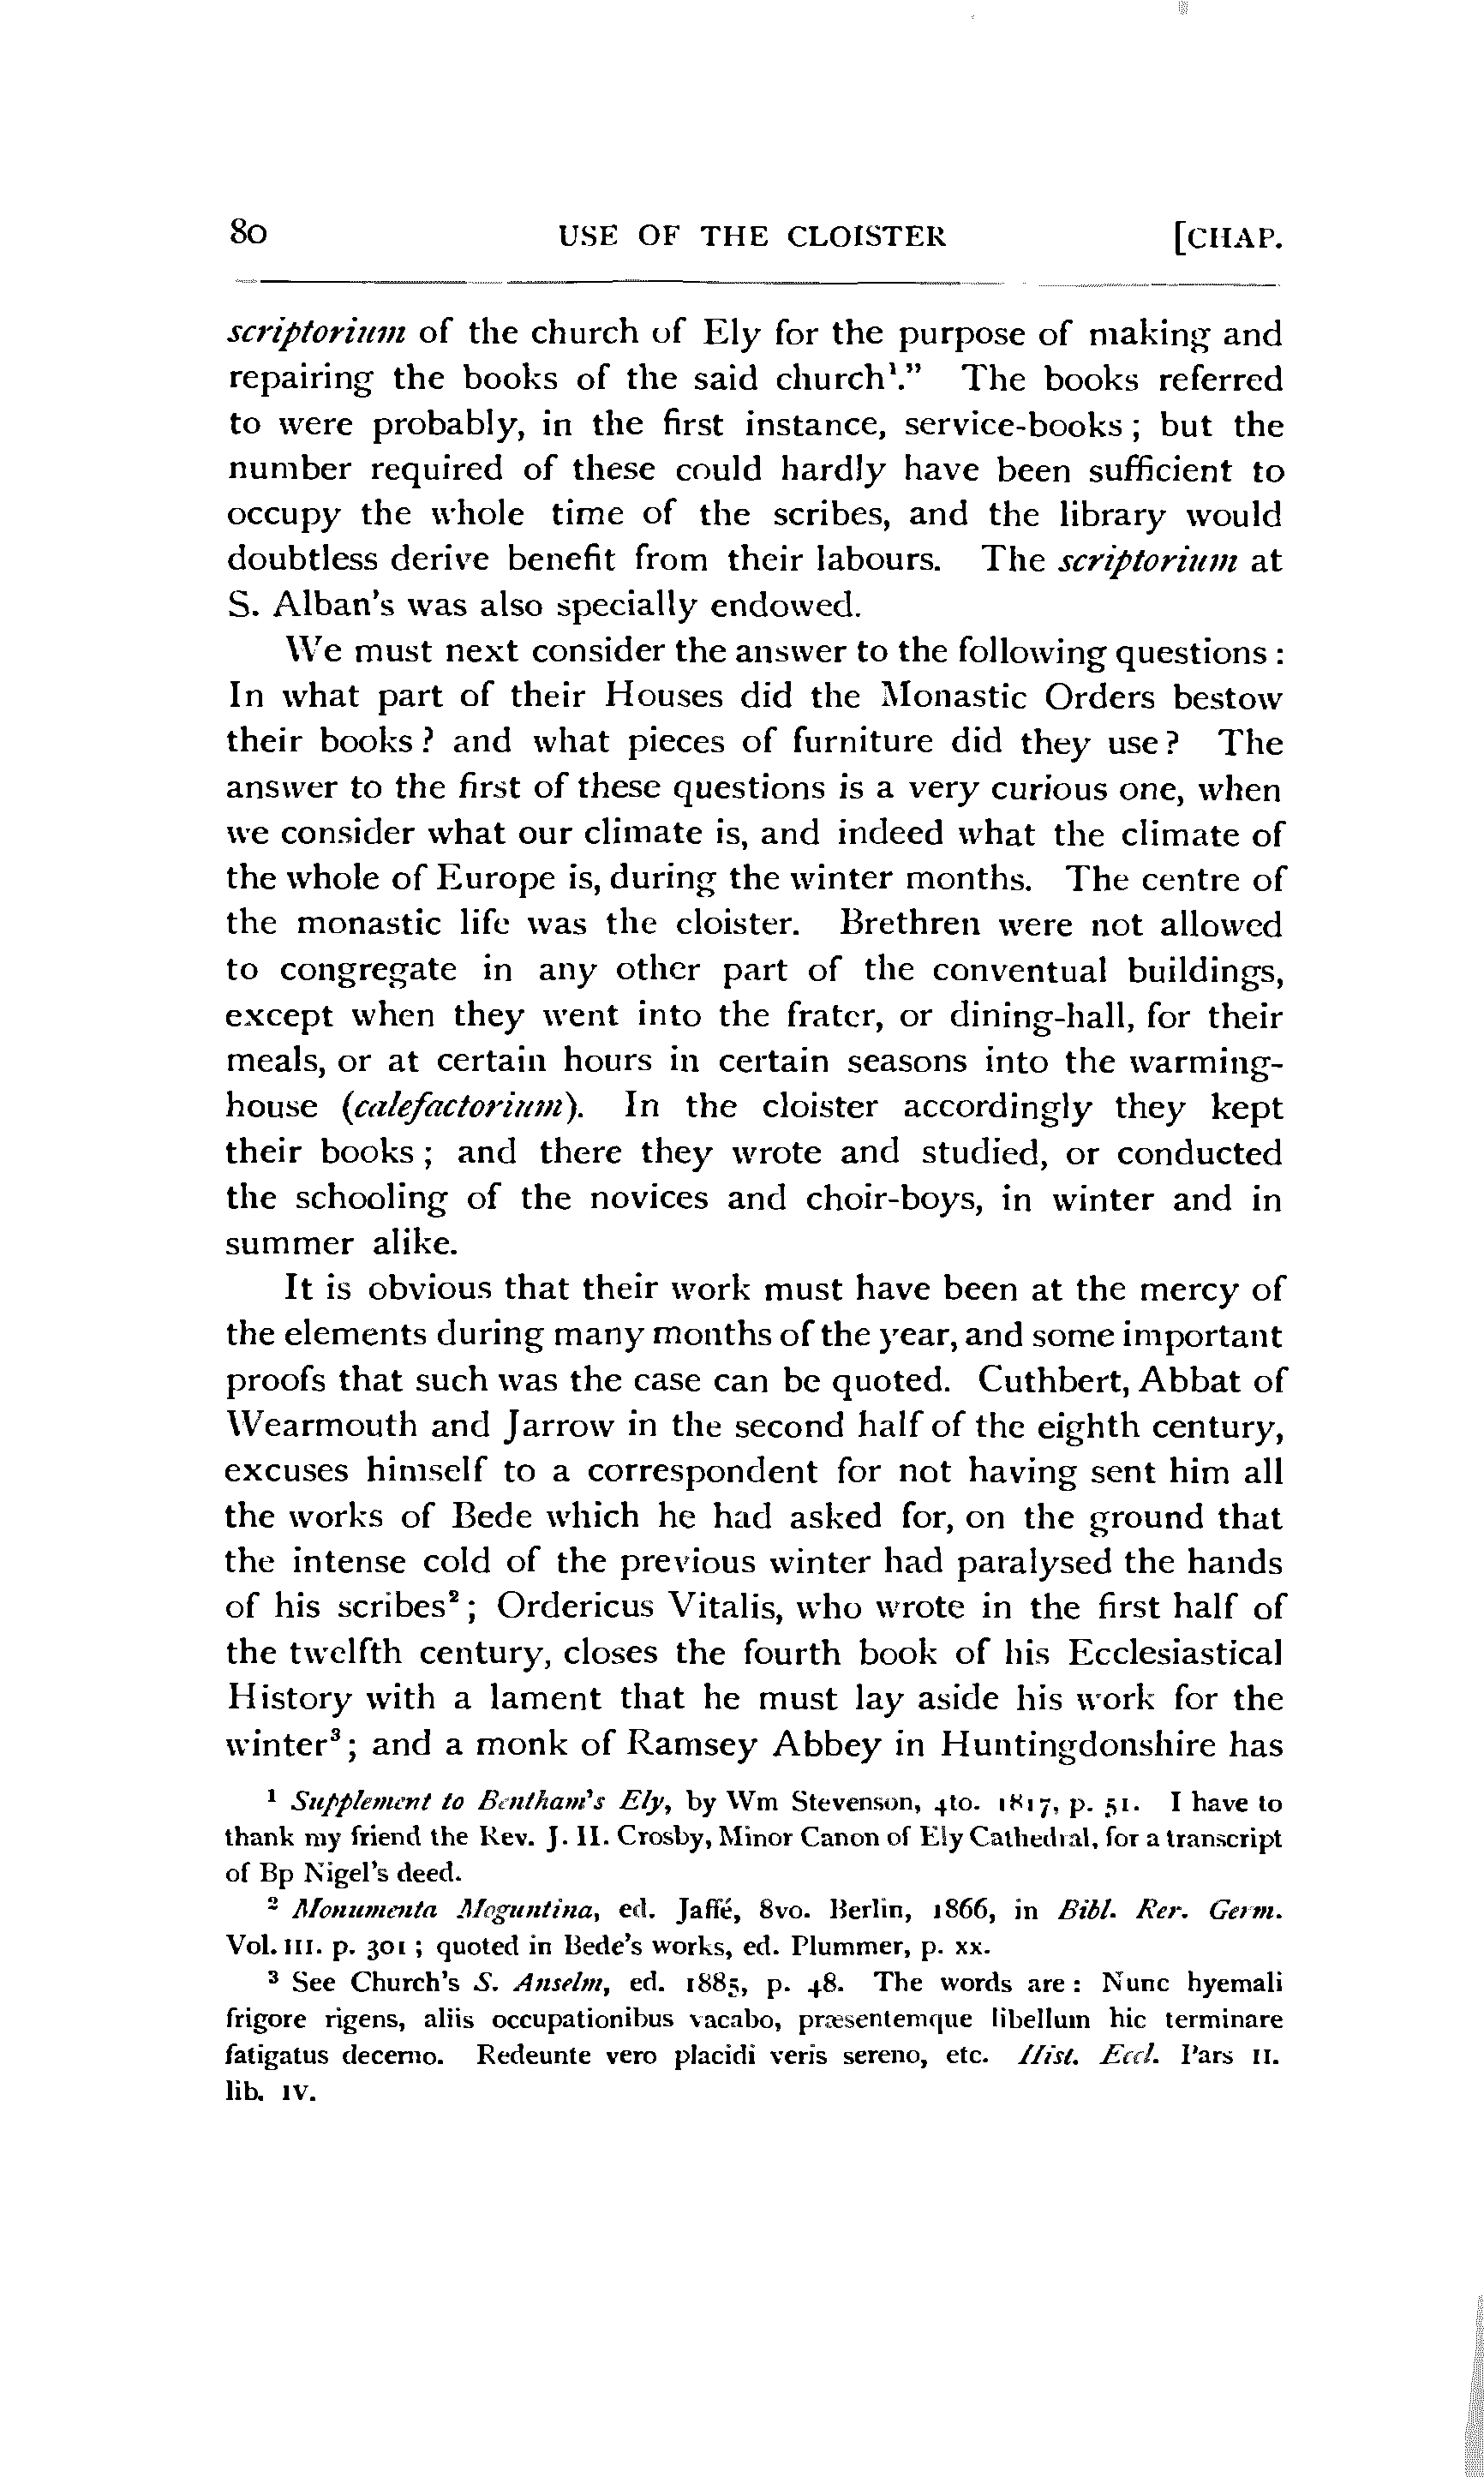 80 USE OF THE CLOISTER [CHAP.
scriptorium of the church of Ely for the purpose of making and
repairing the books of the said church¹." The books referred
to were probably, in the first instance, service-books; but the
number required of these could hardly have been sufficient to
occupy the whole time of the scribes, and the library would
doubtless derive benefit from their labours. The scriptorium at
S. Alban's was also specially endowed.
We must next consider the answer to the following questions:
In what part of their Houses did the Monastic Orders bestow
their books? and what pieces of furniture did they use? The
answer to the first of these questions is a very curious one, when
we consider what our climate is, and indeed what the climate of
the whole of Europe is, during the winter months. The centre of
the monastic life was the cloister. Brethren were not allowed
to congregate in any other part of the conventual buildings,
except when they went into the frater, or dining-hall, for their
meals, or at certain hours in certain seasons into the warming-
house (calefactorium). In the cloister accordingly they kept
their books; and there they wrote and studied, or conducted
the schooling of the novices and choir-boys, in winter and in
summer alike.
It is obvious that their work must have been at the mercy of
the elements during many months of the year, and some important
proofs that such was the case can be quoted. Cuthbert, Abbat of
Wearmouth and Jarrow in the second half of the eighth century,
excuses himself to a correspondent for not having sent him all
the works of Bede which he had asked for, on the ground that
the intense cold of the previous winter had paralysed the hands
of his scribes²; Ordericus Vitalis, who wrote in the first half of
the twelfth century, closes the fourth book of his Ecclesiastical
History with a lament that he must lay aside his work for the
winter³; and a monk of Ramsey Abbey in Huntingdonshire has
¹ Supplement to Bentham's Ely, by Wm Stevenson, 4to. 1817, p. 51. I have to
thank my friend the Rev. J. H. Crosby, Minor Canon of Ely Cathedral, for a transcript
of Bp Nigel's deed.
² Monumenta Moguntina, ed. Jaffé, 8vo. Berlin, 1866, in Bibl. Rer. Germ.
Vol. III. p. 301; quoted in Bede's works, ed. Plummer, p. xx.
³ See Church's S. Anselm, ed. 1885, p. 48. The words are: Nunc hyemali
frigore rigens, aliis occupationibus vacabo, præsentemque libellum hic terminare
fatigatus decerno. Redeunte vero placidi veris sereno, etc. Hist. Eccl. Pars II.
lib. IV.